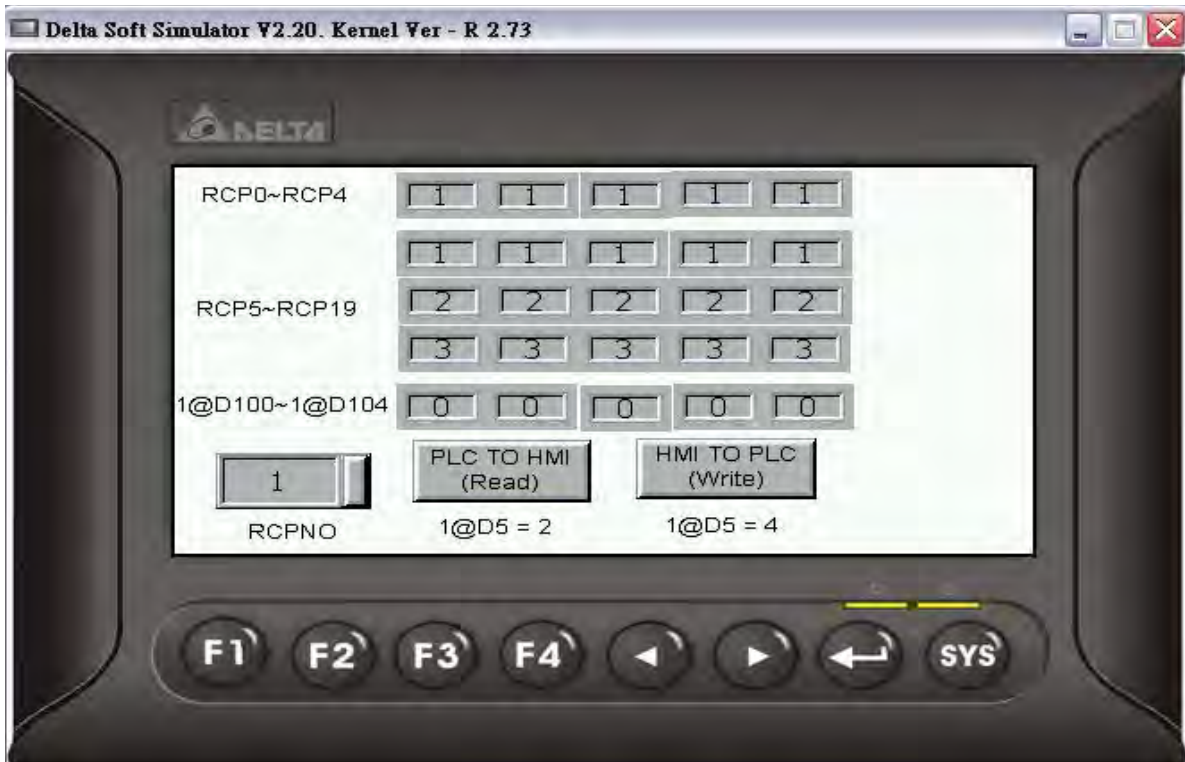 Delta Soft Simulator V2.20. Kernel Ver - R 2.73
DELTA
RCP0~RCP4 1 1 1 1 1
1 1 1 1 1
RCP5~RCP19 2 2 2 2 2
3 3 3 3 3
1@D100~1@D104 0 0 0 0 0
1 PLC TO HMI (Read) HMI TO PLC (Write)
RCPNO 1@D5 = 2 1@D5 = 4
F1 F2 F3 F4 SYS